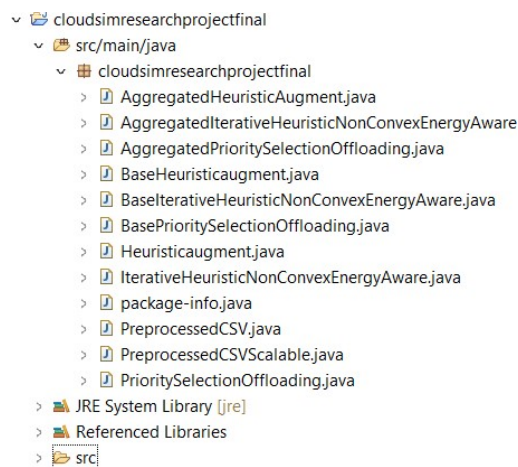 cloudsimresearchprojectfinal
src/main/java
cloudsimresearchprojectfinal
AggregatedHeuristicAugment.java
AggregatedIterativeHeuristicNonConvexEnergyAware
AggregatedPrioritySelectionOffloading.java
BaseHeuristicaugment.java
BaseIterativeHeuristicNonConvexEnergyAware.java
BasePrioritySelectionOffloading.java
Heuristicaugment.java
IterativeHeuristicNonConvexEnergyAware.java
package-info.java
PreprocessedCSV.java
PreprocessedCSVScalable.java
PrioritySelectionOffloading.java
JRE System Library [jre]
Referenced Libraries
src